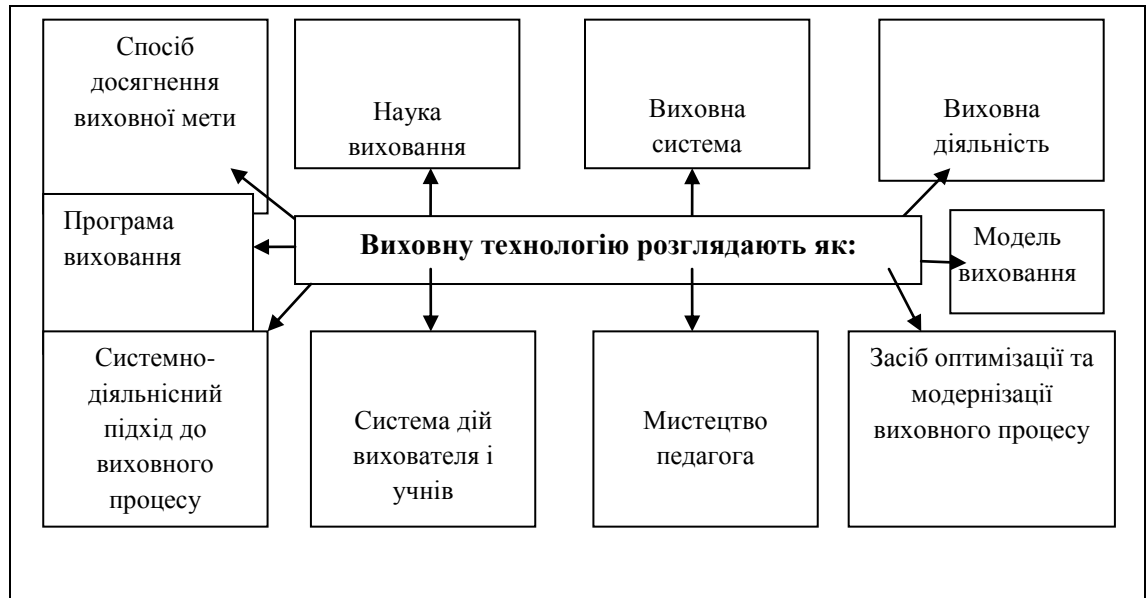 Спосіб
досягнення
виховної мети
Наука
виховання
Виховна
система
Виховна
діяльність
Програма
виховання
Виховну технологію розглядають як:
Модель
виховання
Системно-
діяльнісний
підхід до
виховного
процесу
Система дій
вихователя і
учнів
Мистецтво
педагога
Засіб оптимізації та
модернізації
виховного процесу